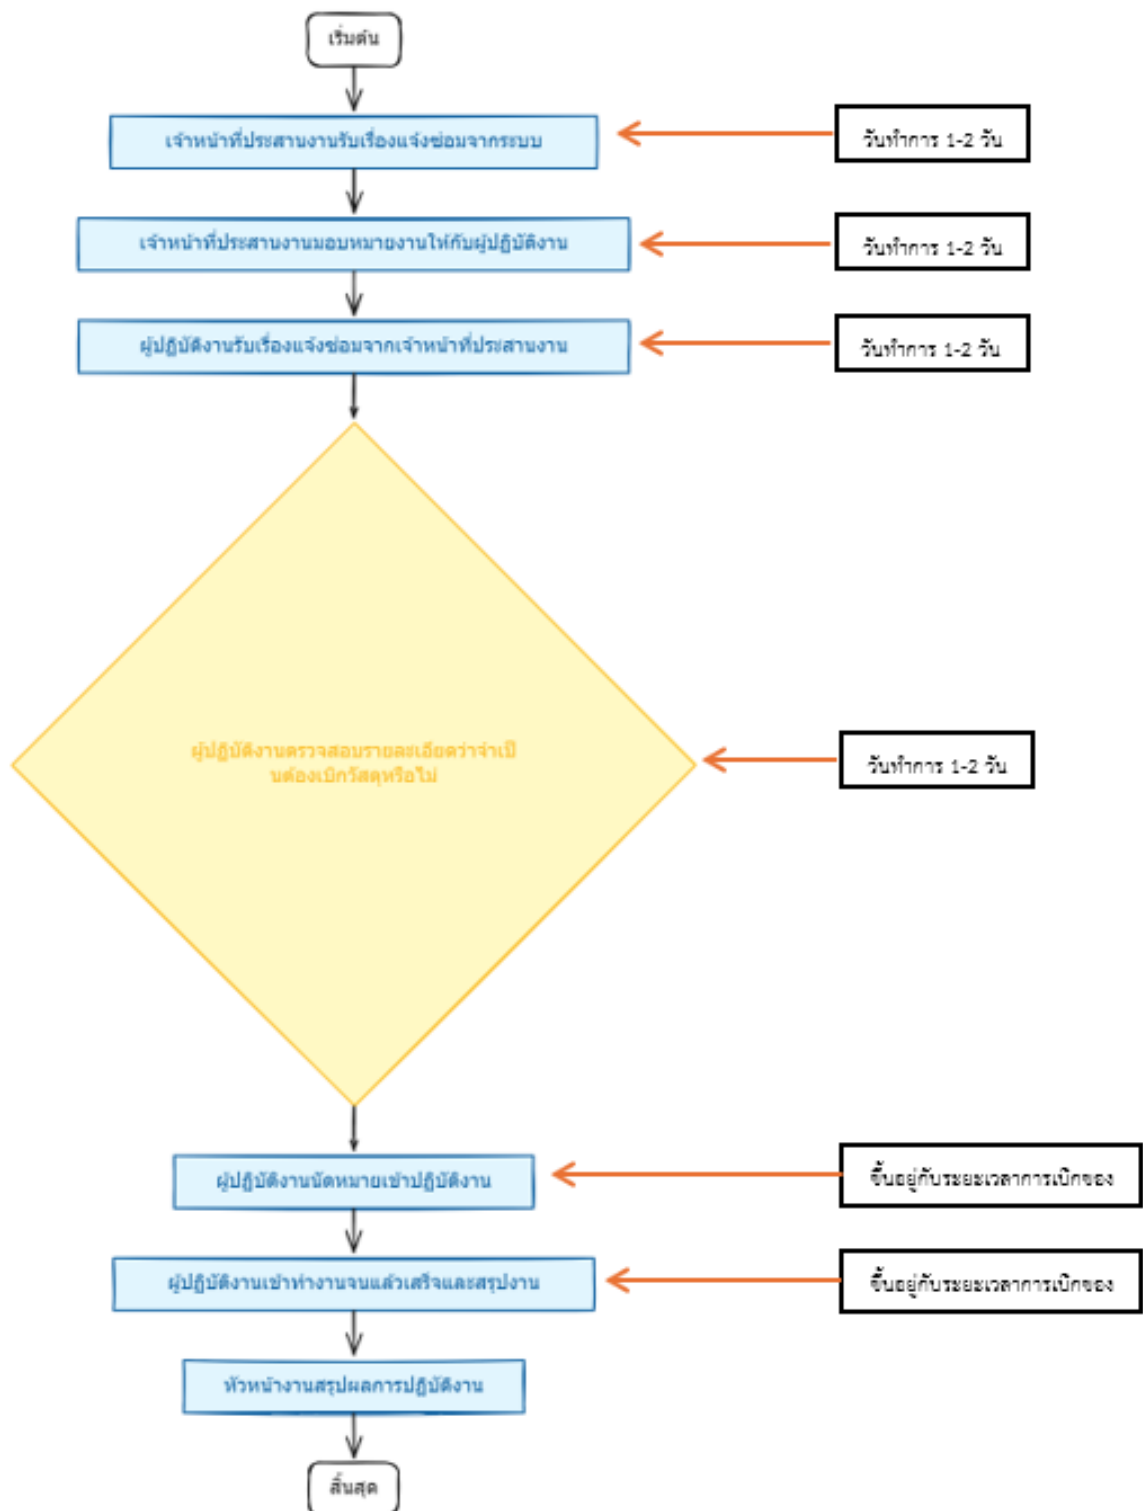 เริ่มต้น
เจ้าหน้าที่ประสานงานรับเรื่องแจ้งซ่อมจากระบบ
วันทำการ 1-2 วัน
เจ้าหน้าที่ประสานงานมอบหมายงานให้กับผู้ปฏิบัติงาน
วันทำการ 1-2 วัน
ผู้ปฏิบัติงานรับเรื่องแจ้งซ่อมจากเจ้าหน้าที่ประสานงาน
วันทำการ 1-2 วัน
ผู้ปฏิบัติงานตรวจสอบรายละเอียดว่าจำเป็
นต้องเบิกวัสดุหรือไม่
วันทำการ 1-2 วัน
ผู้ปฏิบัติงานนัดหมายเข้าปฏิบัติงาน
ขึ้นอยู่กับระยะเวลาการเบิกของ
ผู้ปฏิบัติงานเข้าทำงานจนแล้วเสร็จและสรุปงาน
ขึ้นอยู่กับระยะเวลาการเบิกของ
หัวหน้างานสรุปผลการปฏิบัติงาน
สิ้นสุด